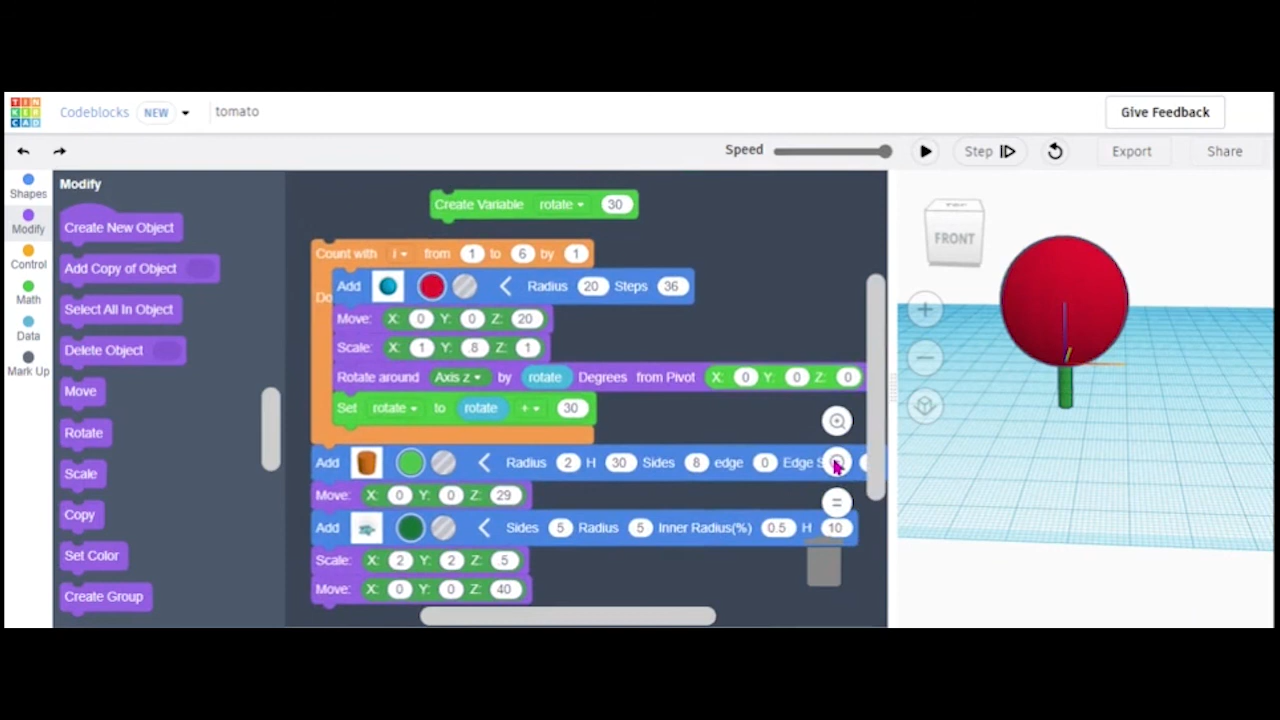 TIN
KER
CAD
Codeblocks NEW tomato
Give Feedback
Speed Step Export Share
Shapes
Modify
Control
Math
Data
Mark Up
Modify
Create New Object
Add Copy of Object
Select All In Object
Delete Object
Move
Rotate
Scale
Copy
Set Color
Create Group
Create Variable rotate 30
Count with i from 1 to 6 by 1
Do
Add Radius 20 Steps 36
Move: X: 0 Y: 0 Z: 20
Scale: X: 1 Y: .8 Z: 1
Rotate around Axis z by rotate Degrees from Pivot X: 0 Y: 0 Z: 0
Set rotate to rotate + 30
Add Radius 2 H 30 Sides 8 edge 0 Edge S
Move: X: 0 Y: 0 Z: 29
Add Sides 5 Radius 5 Inner Radius(%) 0.5 H 10
Scale: X: 2 Y: 2 Z: .5
Move: X: 0 Y: 0 Z: 40
=
TOP
FRONT